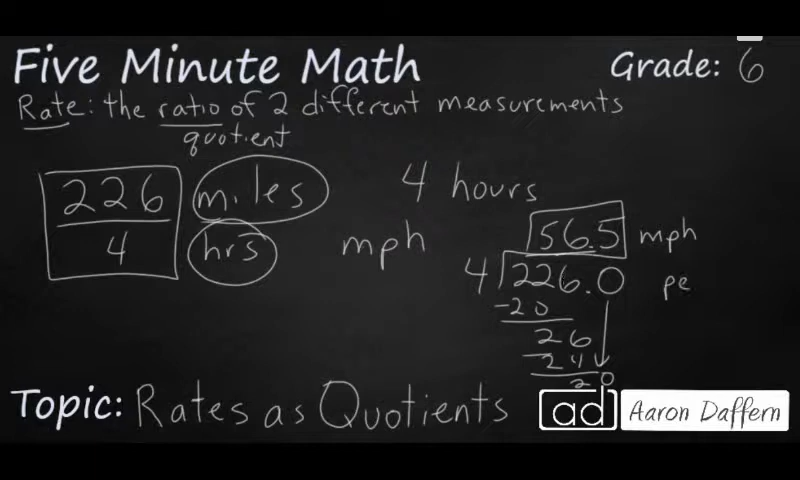 Five Minute Math
Grade: 6
Rate: the ratio of 2 different measurements
quotient
226 miles
4 hrs
4 hours
mph
56.5 mph
4 226.0 pe
-20
26
-24
20
Topic: Rates as Quotients
ad Aaron Daffern